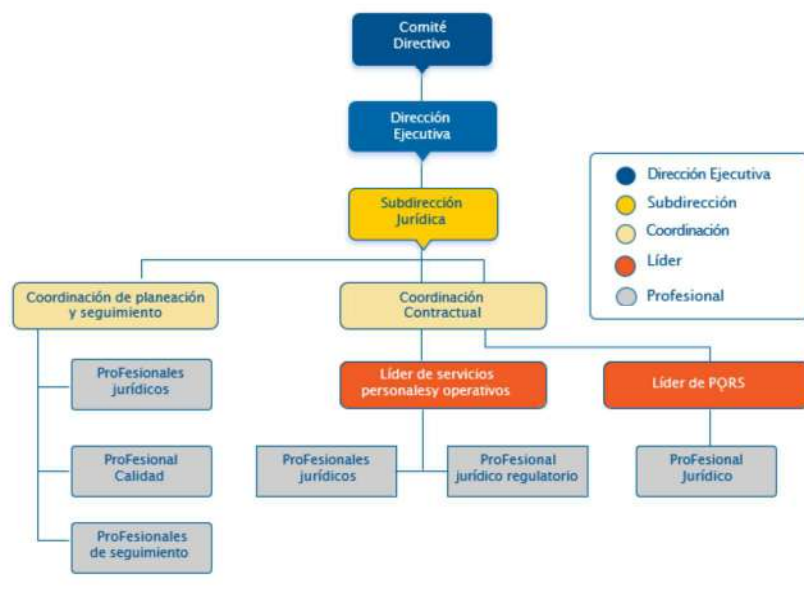 Comité
Directivo
Dirección
Ejecutiva
Subdirección
Jurídica
Dirección Ejecutiva
Subdirección
Coordinación
Líder
Profesional
Coordinación de planeación
y seguimiento
Coordinación
Contractual
ProFesionales
jurídicos
Líder de servicios
personalesy operativos
Líder de PQRS
ProFesional
Calidad
ProFesionales
jurídicos
ProFesional
jurídico regulatorio
ProFesional
Jurídico
ProFesionales
de seguimiento